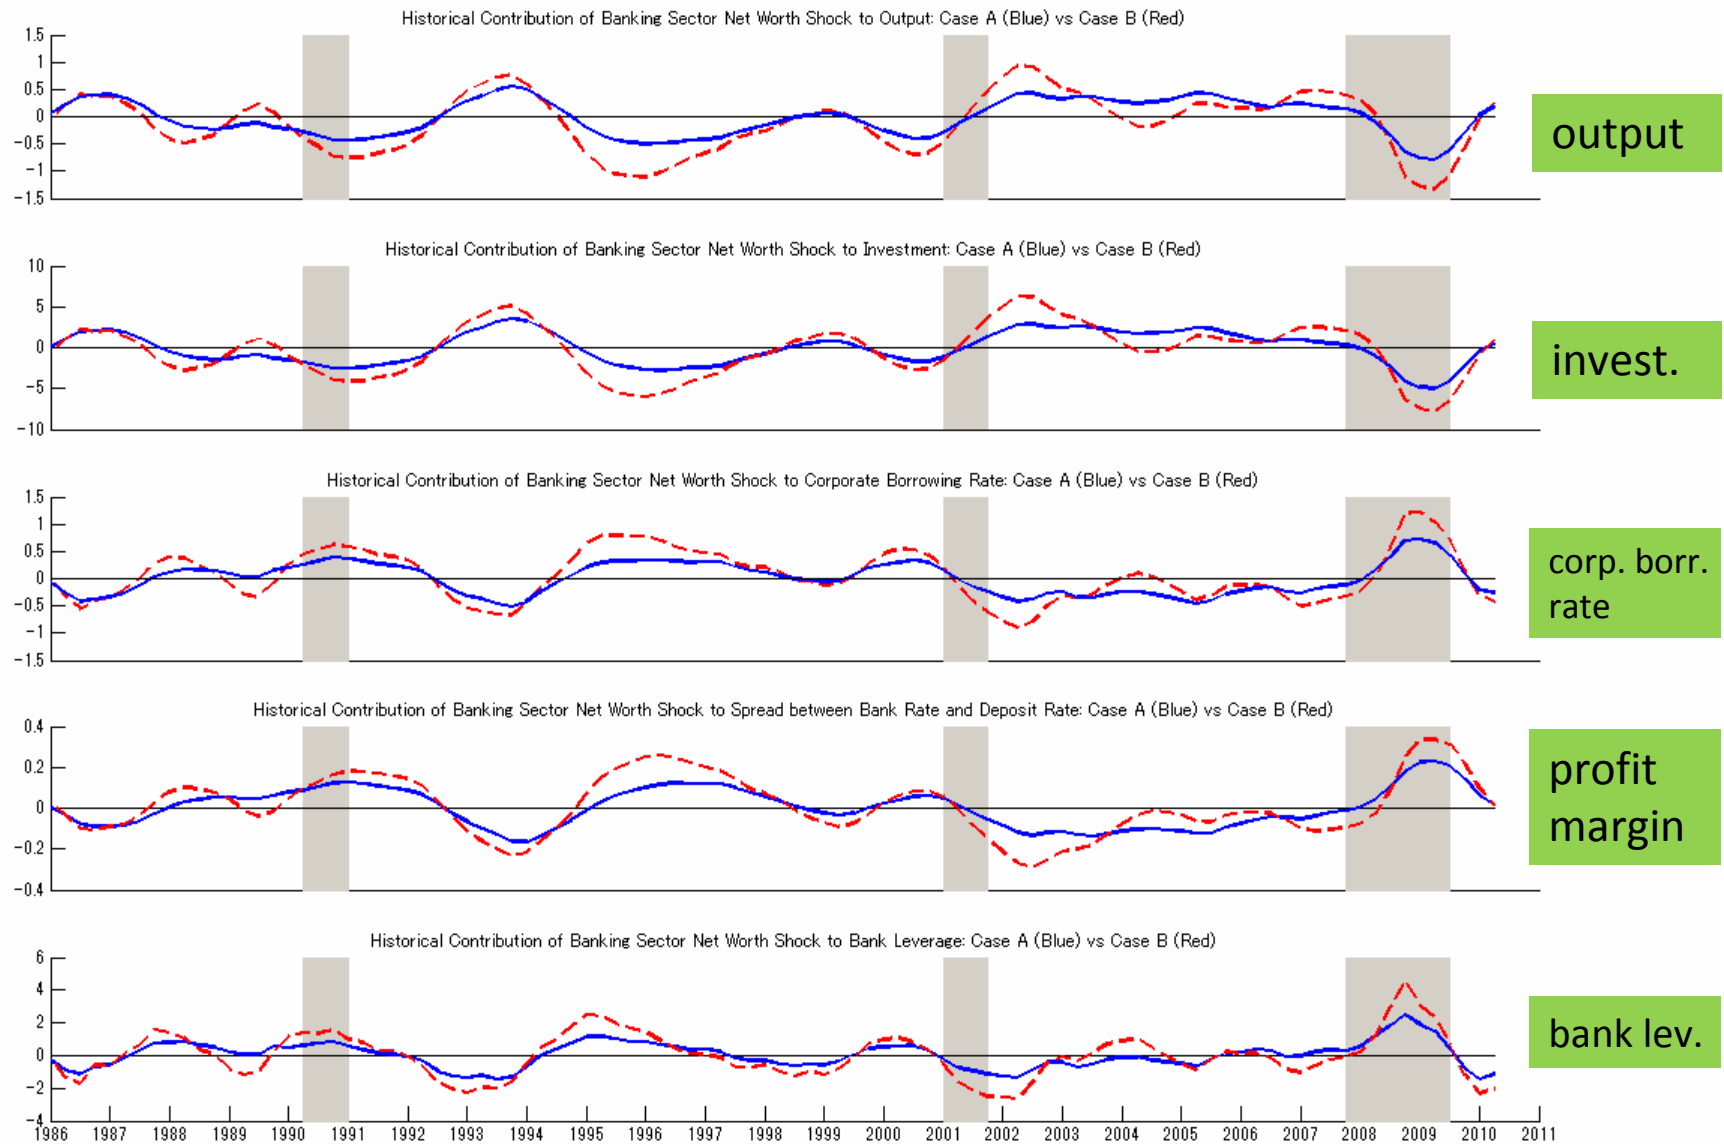 Historical Contribution of Banking Sector Net Worth Shock to Output: Case A (Blue) vs Case B (Red)
1.5
1
0.5
0
-0.5
-1
-1.5
output
Historical Contribution of Banking Sector Net Worth Shock to Investment: Case A (Blue) vs Case B (Red)
10
5
0
-5
-10
invest.
Historical Contribution of Banking Sector Net Worth Shock to Corporate Borrowing Rate: Case A (Blue) vs Case B (Red)
1.5
1
0.5
0
-0.5
-1
-1.5
corp. borr.
rate
Historical Contribution of Banking Sector Net Worth Shock to Spread between Bank Rate and Deposit Rate: Case A (Blue) vs Case B (Red)
0.4
0.2
0
-0.2
-0.4
profit
margin
Historical Contribution of Banking Sector Net Worth Shock to Bank Leverage: Case A (Blue) vs Case B (Red)
6
4
2
0
-2
-4
bank lev.
1986 1987 1988 1989 1990 1991 1992 1993 1994 1995 1996 1997 1998 1999 2000 2001 2002 2003 2004 2005 2006 2007 2008 2009 2010 2011